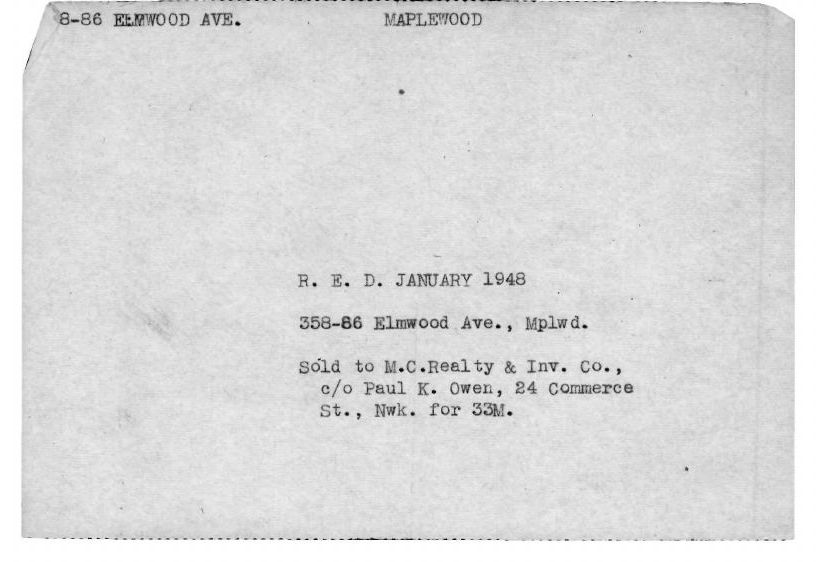 8-86 ELMWOOD AVE. MAPLEWOOD
R. E. D. JANUARY 1948
358-86 Elmwood Ave., Mplwd.
Sold to M.C.Realty & Inv. Co.,
c/o Paul K. Owen, 24 Commerce
St., Nwk. for 33M.